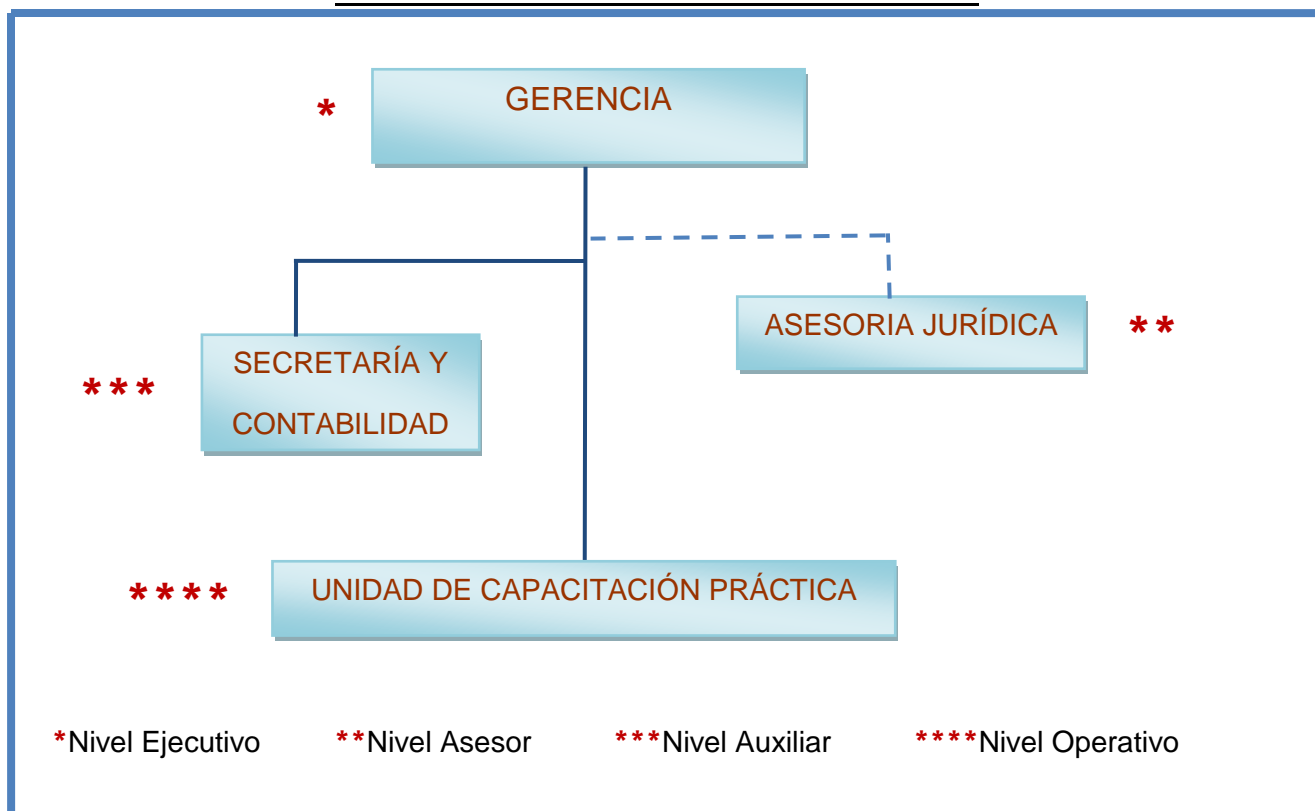 * GERENCIA
ASESORIA JURÍDICA **
*** SECRETARÍA Y
CONTABILIDAD
**** UNIDAD DE CAPACITACIÓN PRÁCTICA
*Nivel Ejecutivo **Nivel Asesor ***Nivel Auxiliar ****Nivel Operativo